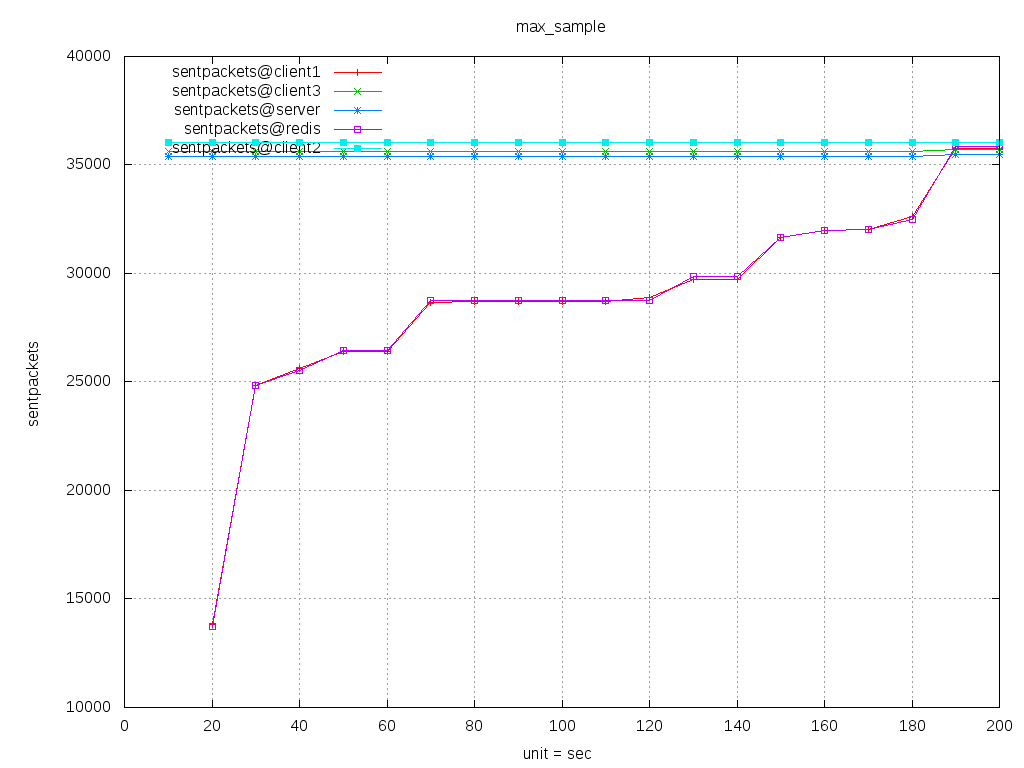 max_sample
40000
35000
30000
25000
20000
15000
10000
sentpackets
sentpackets@client1
sentpackets@client3
sentpackets@server
sentpackets@redis
sentpackets@client2
0 20 40 60 80 100 120 140 160 180 200
unit = sec